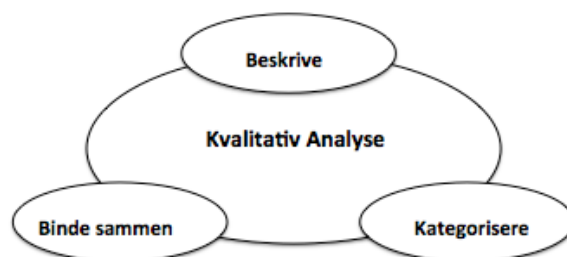 Beskrive
Kvalitativ Analyse
Binde sammen
Kategorisere